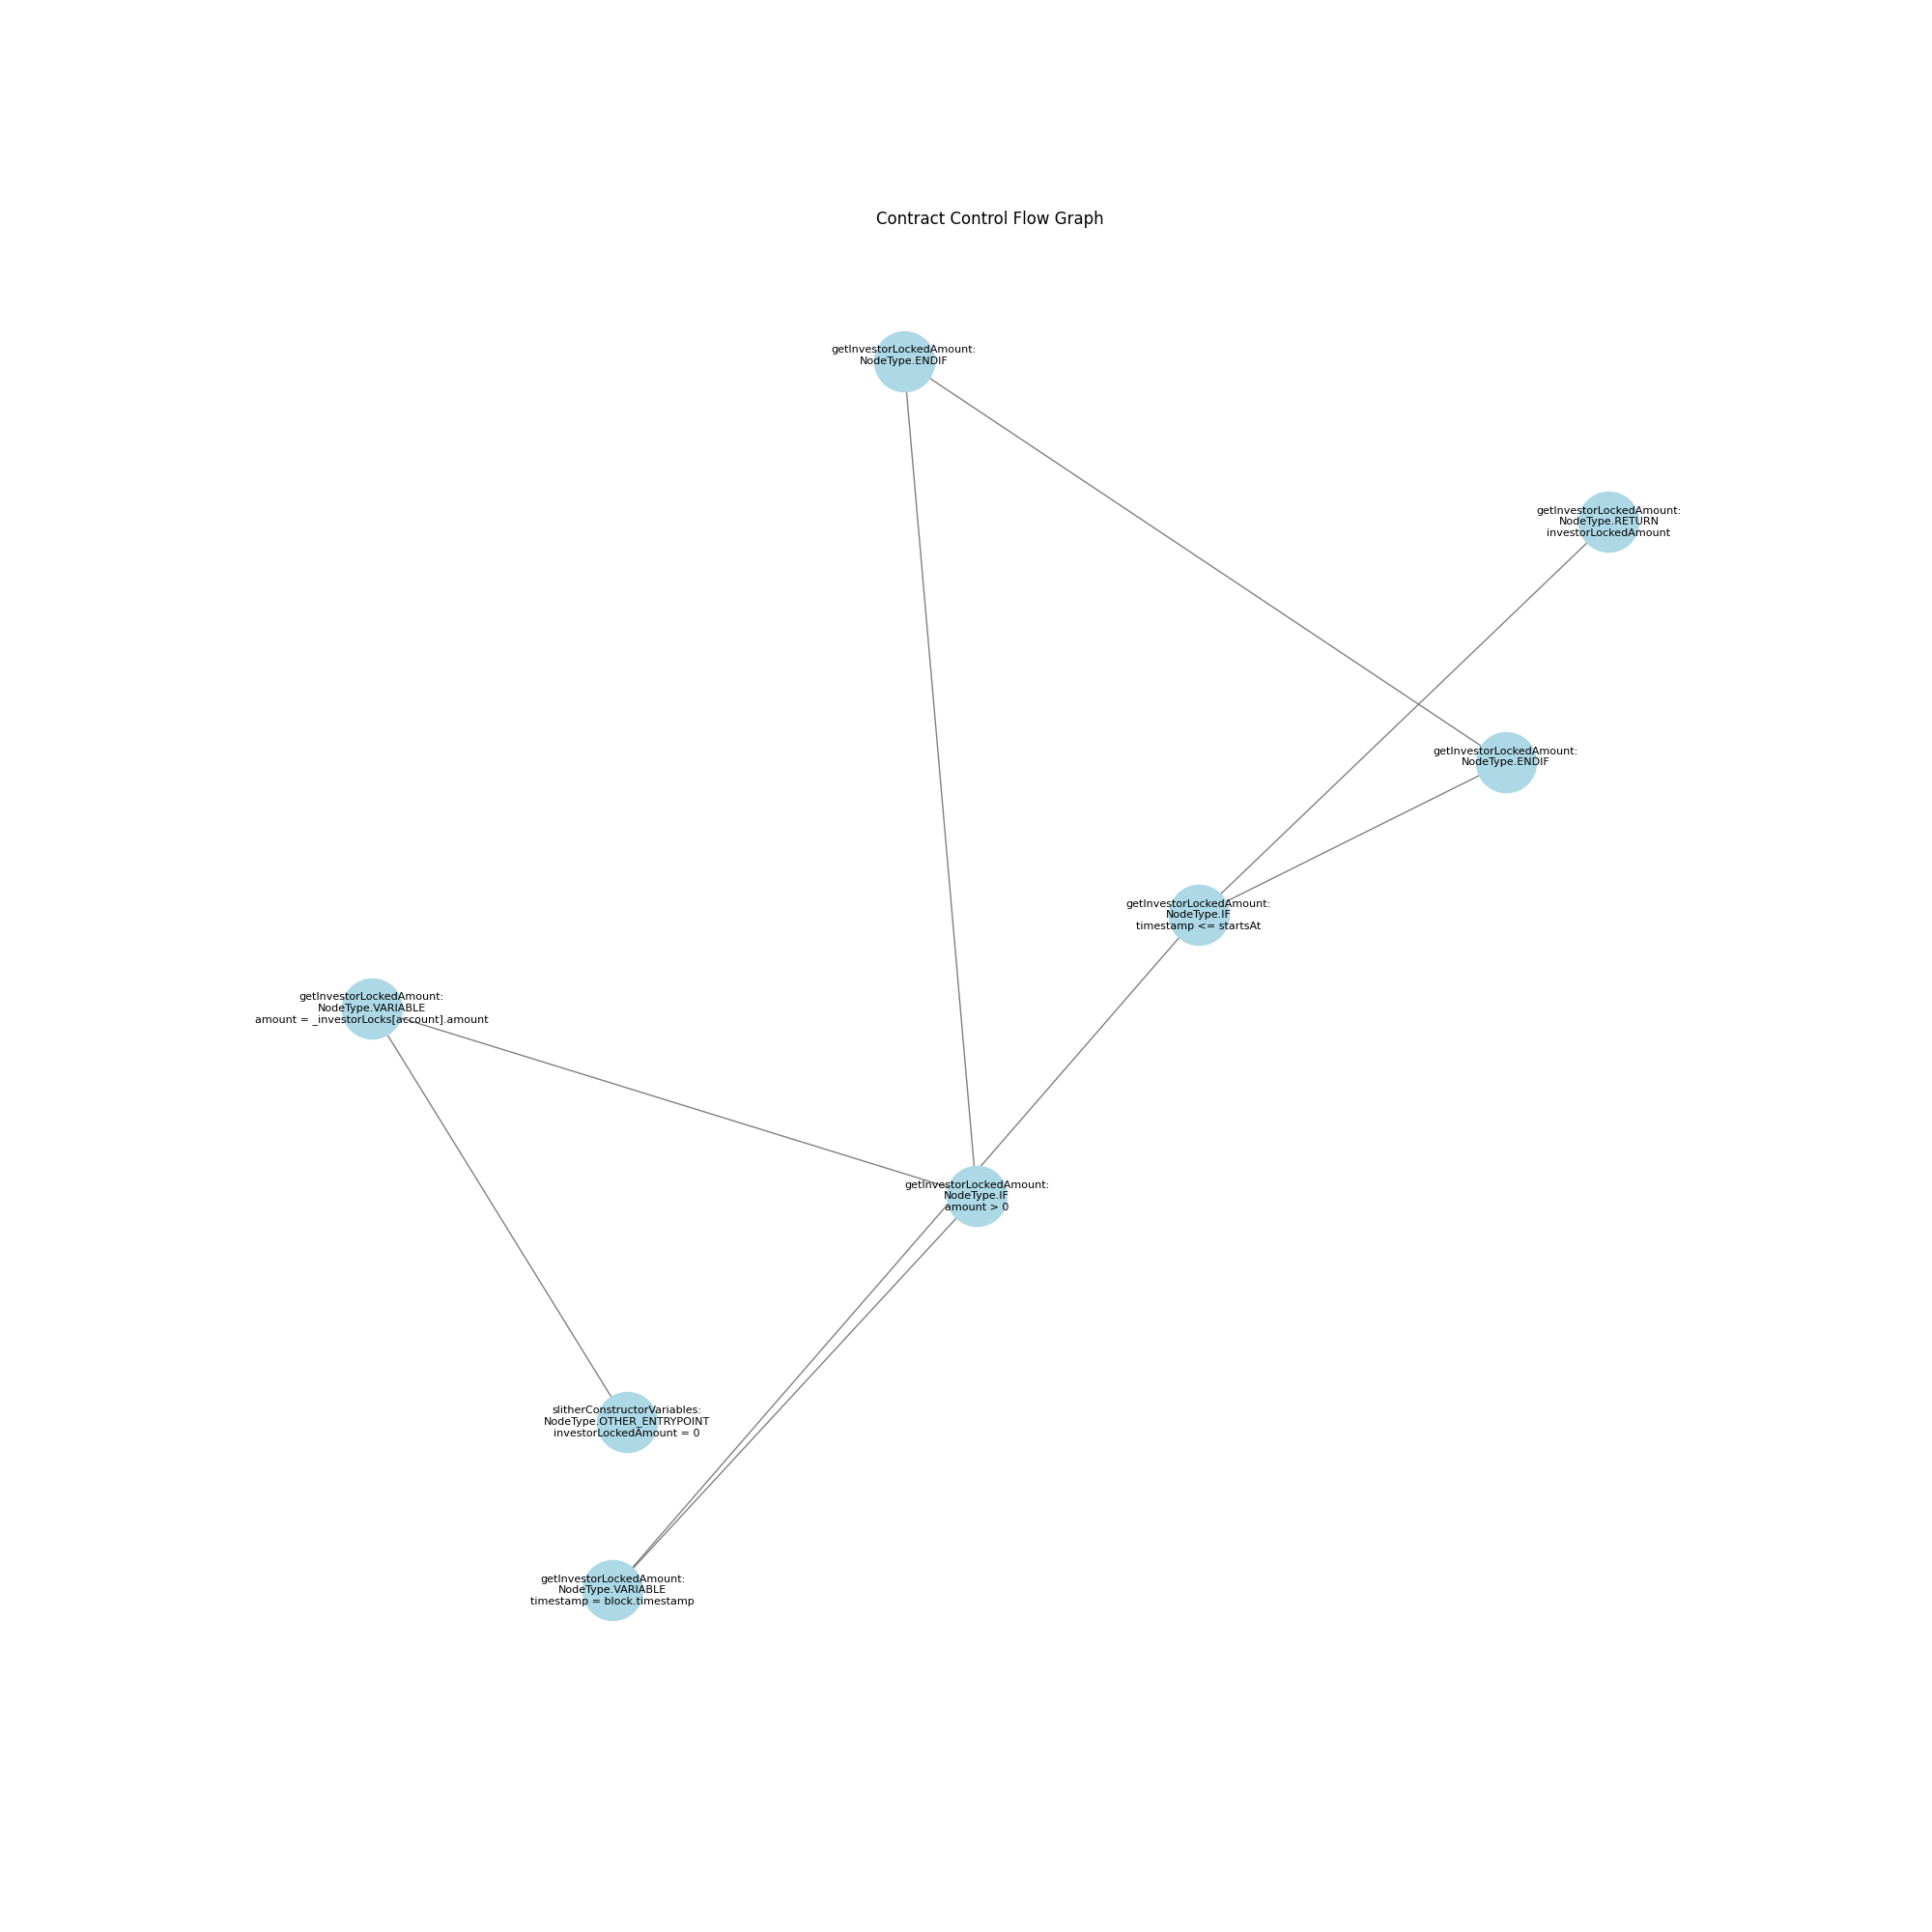 Contract Control Flow Graph
getInvestorLockedAmount:
NodeType.ENDIF
getInvestorLockedAmount:
NodeType.RETURN
investorLockedAmount
getInvestorLockedAmount:
NodeType.ENDIF
getInvestorLockedAmount:
NodeType.IF
timestamp <= startsAt
getInvestorLockedAmount:
NodeType.VARIABLE
amount = _investorLocks[account].amount
getInvestorLockedAmount:
NodeType.IF
amount > 0
slitherConstructorVariables:
NodeType.OTHER_ENTRYPOINT
investorLockedAmount = 0
getInvestorLockedAmount:
NodeType.VARIABLE
timestamp = block.timestamp